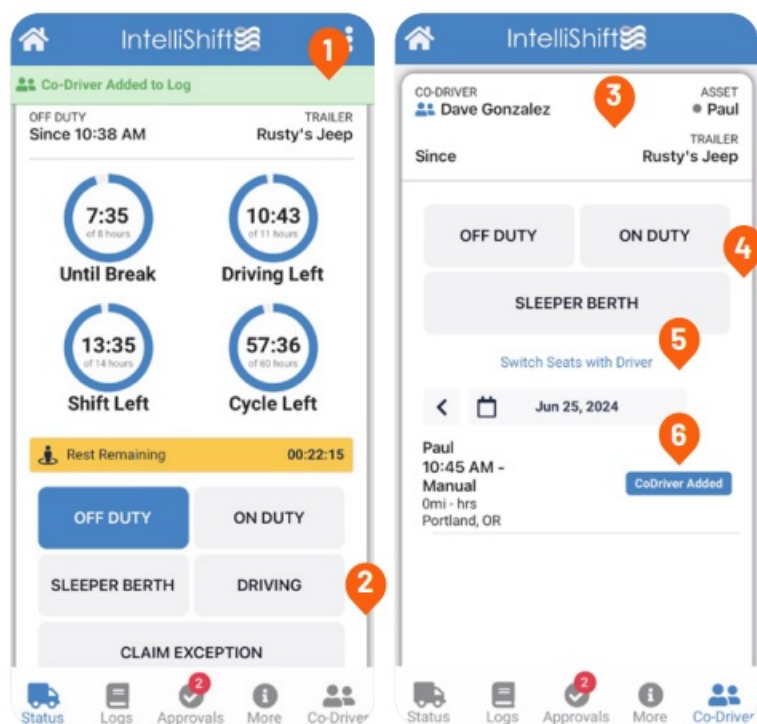 IntelliShift
1
Co-Driver Added to Log
OFF DUTY
TRAILER
Since 10:38 AM
Rusty's Jeep
7:35
of 8 hours
Until Break
10:43
of 11 hours
Driving Left
13:35
of 14 hours
Shift Left
57:36
of 60 hours
Cycle Left
Rest Remaining
00:22:15
OFF DUTY
ON DUTY
SLEEPER BERTH
DRIVING
2
CLAIM EXCEPTION
Status
Logs
2
Approvals
More
Co-Driver
IntelliShift
CO-DRIVER
3
ASSET
Dave Gonzalez
Paul
TRAILER
Since
Rusty's Jeep
OFF DUTY
ON DUTY
4
SLEEPER BERTH
5
Switch Seats with Driver
Jun 25, 2024
6
Paul
10:45 AM -
Manual
CoDriver Added
0mi - hrs
Portland, OR
Status
Logs
2
Approvals
More
Co-Driver